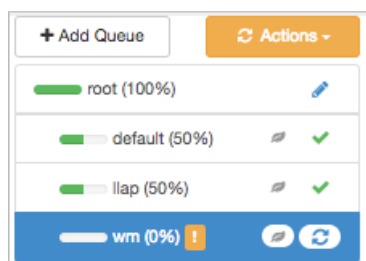 + Add Queue
Actions
root (100%)
default (50%)
llap (50%)
wm (0%) !